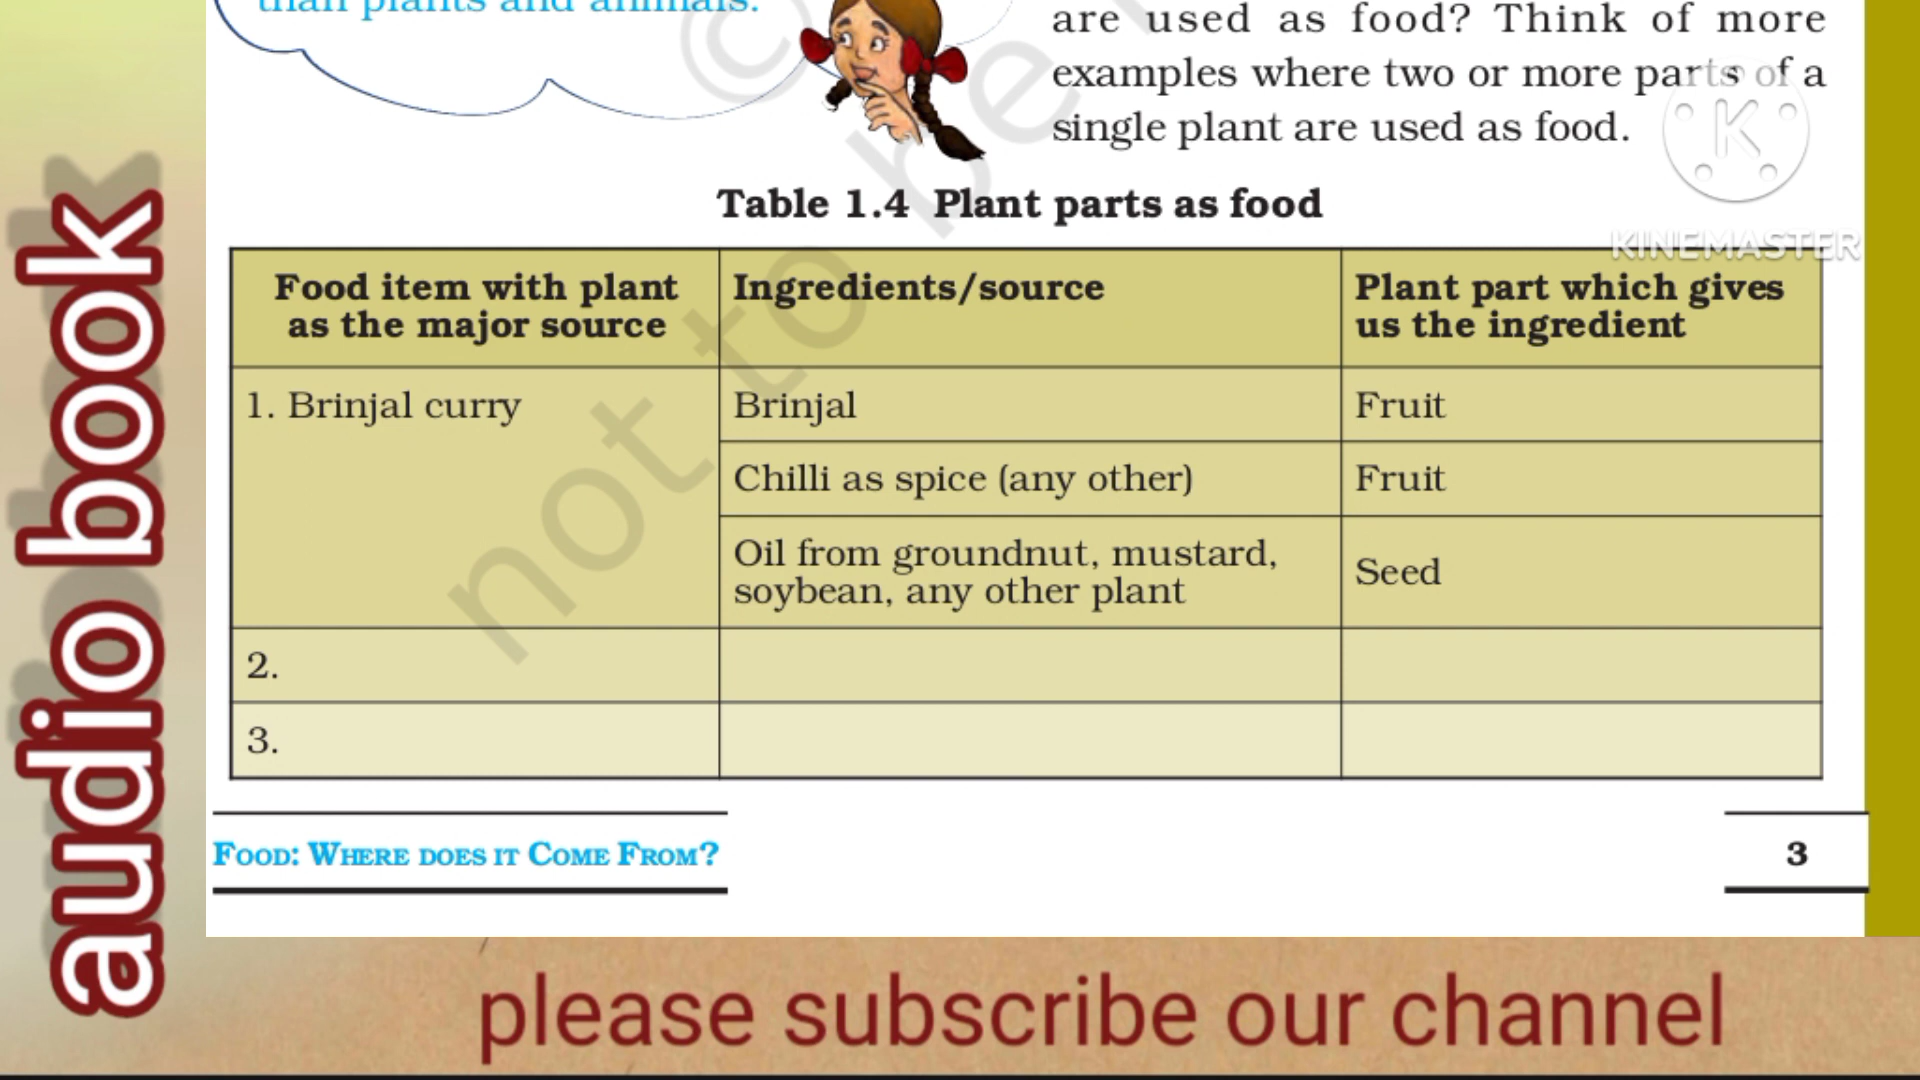 than plants and animals.
are used as food? Think of more
examples where two or more parts of a
single plant are used as food.
K
KINEMASTER
Table 1.4 Plant parts as food
Food item with plant
as the major source
Ingredients/source
Plant part which gives
us the ingredient
1. Brinjal curry
Brinjal
Fruit
Chilli as spice (any other)
Fruit
Oil from groundnut, mustard,
soybean, any other plant
Seed
2.
3.
not to be
FOOD: WHERE DOES IT COME FROM?
3
audio book
please subscribe our channel